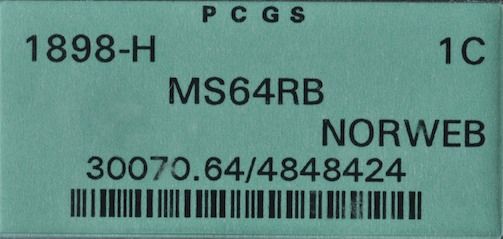 PCGS
1898-H 1C
MS64RB
NORWEB
30070.64/4848424